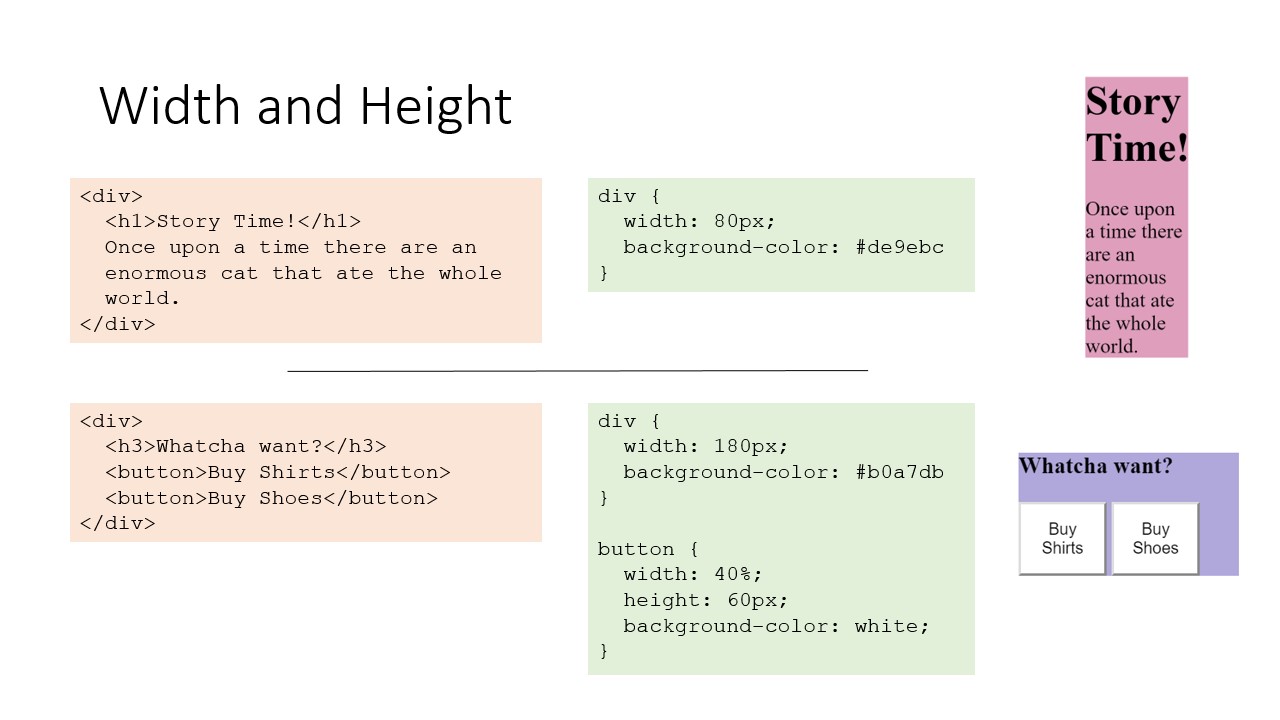 Width and Height
<div>
  <h1>Story Time!</h1>
  Once upon a time there are an
  enormous cat that ate the whole
  world.
</div>
div {
  width: 80px;
  background-color: #de9ebc
}
Story
Time!
Once upon
a time there
are an
enormous
cat that ate
the whole
world.
<div>
  <h3>Whatcha want?</h3>
  <button>Buy Shirts</button>
  <button>Buy Shoes</button>
</div>
div {
  width: 180px;
  background-color: #b0a7db
}

button {
  width: 40%;
  height: 60px;
  background-color: white;
}
Whatcha want?
Buy
Shirts
Buy
Shoes